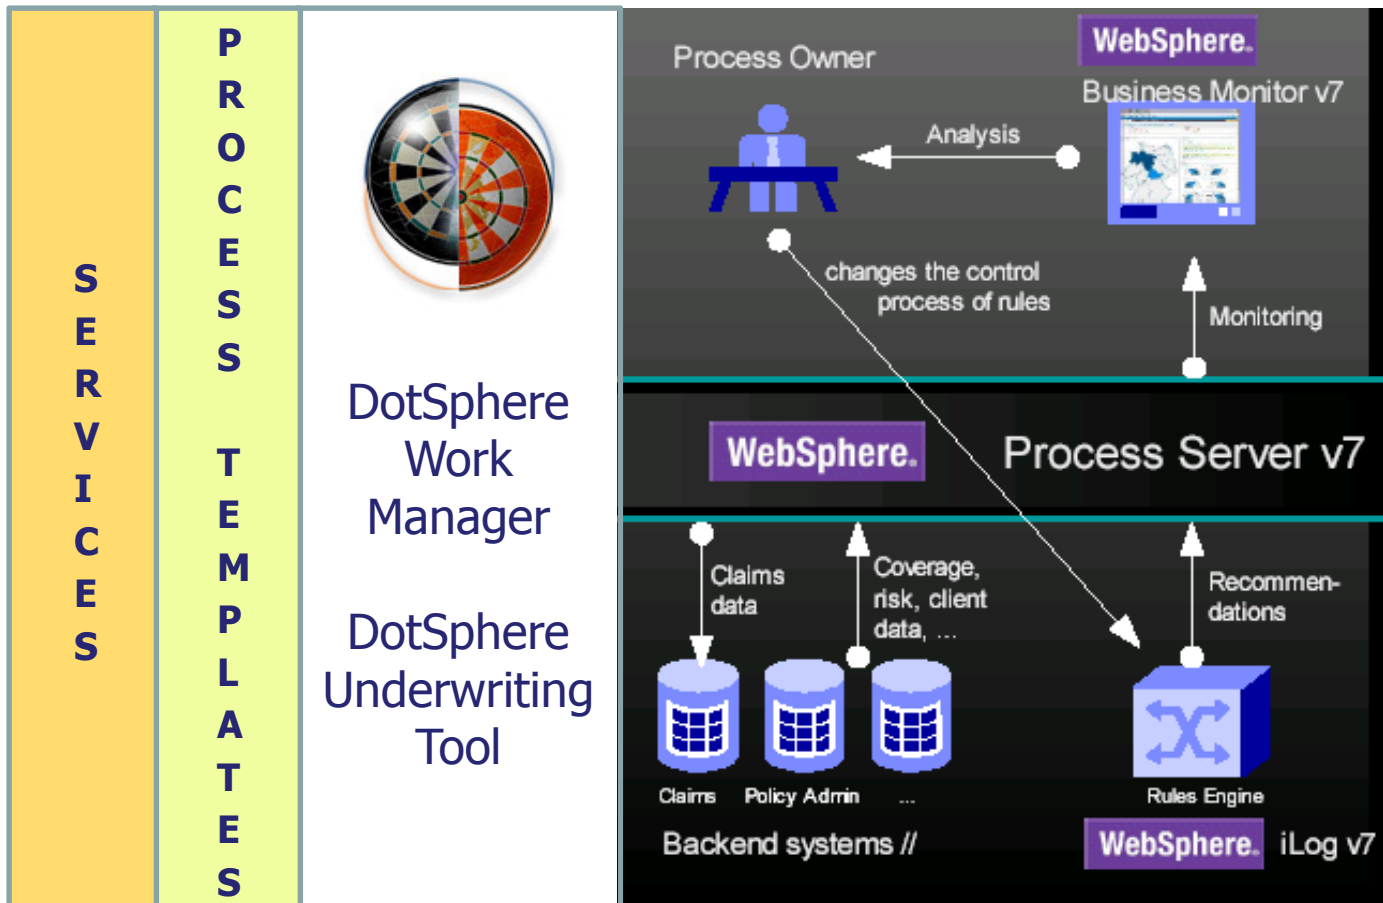 SERVICES
PROCESS TEMPLATES
DotSphere
Work
Manager
DotSphere
Underwriting
Tool
Process Owner
WebSphere.
Business Monitor v7
Analysis
changes the control
process of rules
Monitoring
WebSphere.
Process Server v7
Claims
data
Coverage,
risk, client
data, ...
Recommen-
dations
Claims
Policy Admin
...
Rules Engine
Backend systems //
WebSphere.
iLog v7